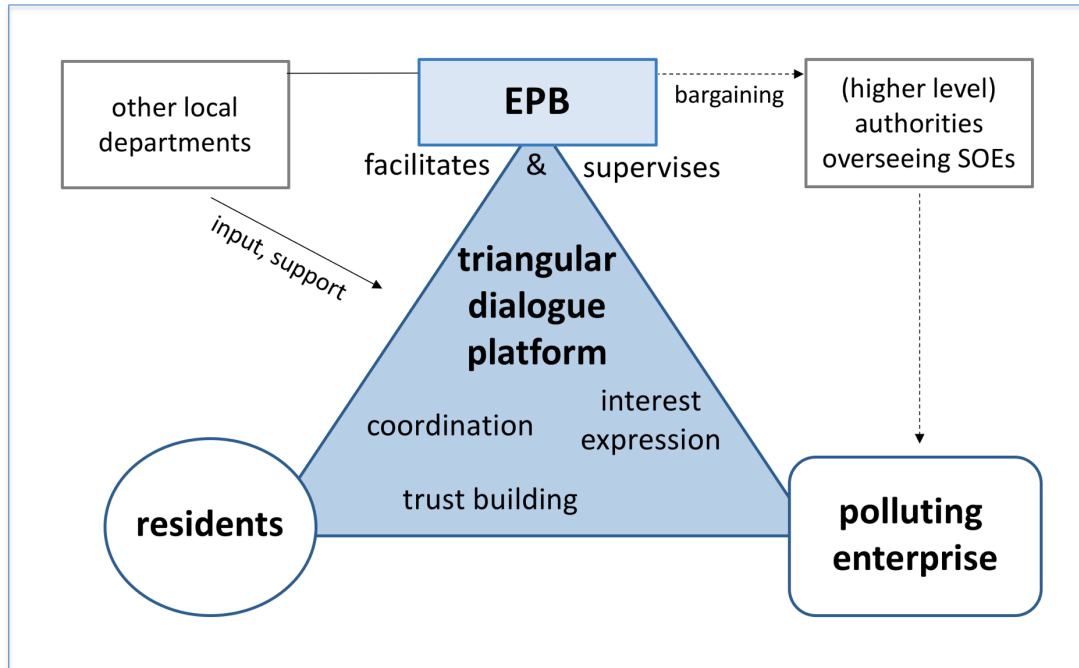 other local
departments
EPB
bargaining
(higher level)
authorities
overseeing SOEs
facilitates & supervises
input, support
triangular
dialogue
platform
coordination
interest
expression
trust building
residents
polluting
enterprise